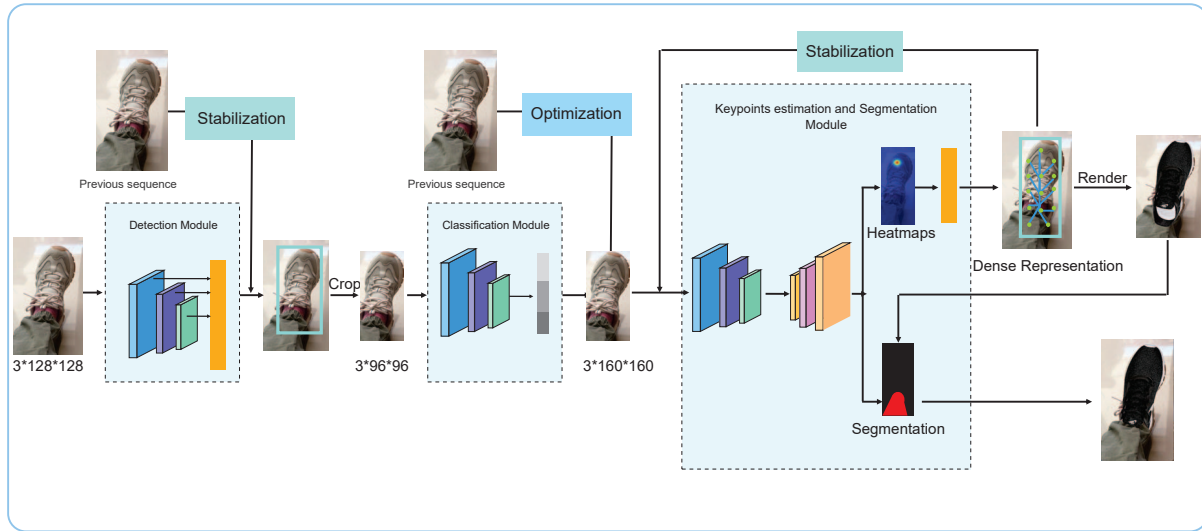 Stabilization
Previous sequence
Detection Module
3*128*128
Crop
3*96*96
Optimization
Previous sequence
Classification Module
3*160*160
Stabilization
Keypoints estimation and Segmentation
Module
Heatmaps
Segmentation
Dense Representation
Render